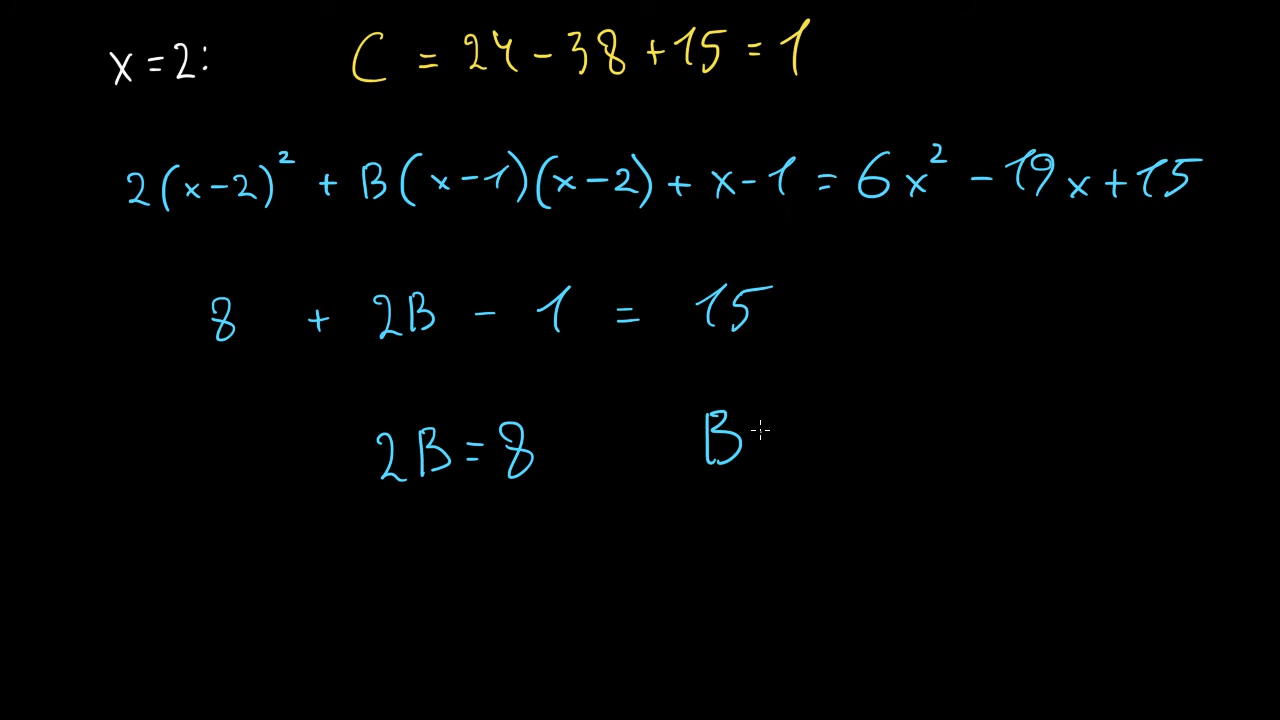 x = 2: C = 24 - 38 + 15 = 1
2(x-2)² + B(x-1)(x-2) + x-1 = 6x² - 19x + 15
8 + 2B - 1 = 15
2B = 8 B